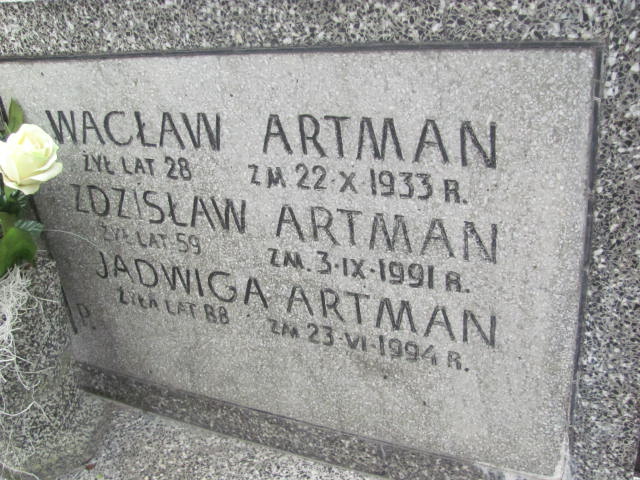 WACŁAW ARTMAN
ŻYŁ LAT 28 ZM 22·X·1933 R.
ZDZISŁAW ARTMAN
ŻYŁ LAT 59 ZM. 3·IX·1991 R.
JADWIGA ARTMAN
ŻYŁA LAT 88 ZM 23·VI·1994 R.
P.